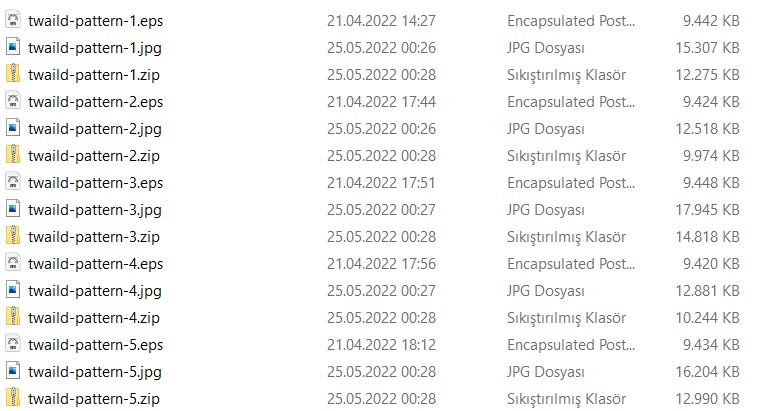 twaild-pattern-1.eps 21.04.2022 14:27 Encapsulated Post... 9.442 KB
twaild-pattern-1.jpg 25.05.2022 00:26 JPG Dosyası 15.307 KB
twaild-pattern-1.zip 25.05.2022 00:28 Sıkıştırılmış Klasör 12.275 KB
twaild-pattern-2.eps 21.04.2022 17:44 Encapsulated Post... 9.424 KB
twaild-pattern-2.jpg 25.05.2022 00:26 JPG Dosyası 12.518 KB
twaild-pattern-2.zip 25.05.2022 00:28 Sıkıştırılmış Klasör 9.974 KB
twaild-pattern-3.eps 21.04.2022 17:51 Encapsulated Post... 9.448 KB
twaild-pattern-3.jpg 25.05.2022 00:27 JPG Dosyası 17.945 KB
twaild-pattern-3.zip 25.05.2022 00:28 Sıkıştırılmış Klasör 14.818 KB
twaild-pattern-4.eps 21.04.2022 17:56 Encapsulated Post... 9.420 KB
twaild-pattern-4.jpg 25.05.2022 00:27 JPG Dosyası 12.881 KB
twaild-pattern-4.zip 25.05.2022 00:28 Sıkıştırılmış Klasör 10.244 KB
twaild-pattern-5.eps 21.04.2022 18:12 Encapsulated Post... 9.434 KB
twaild-pattern-5.jpg 25.05.2022 00:28 JPG Dosyası 16.204 KB
twaild-pattern-5.zip 25.05.2022 00:28 Sıkıştırılmış Klasör 12.990 KB